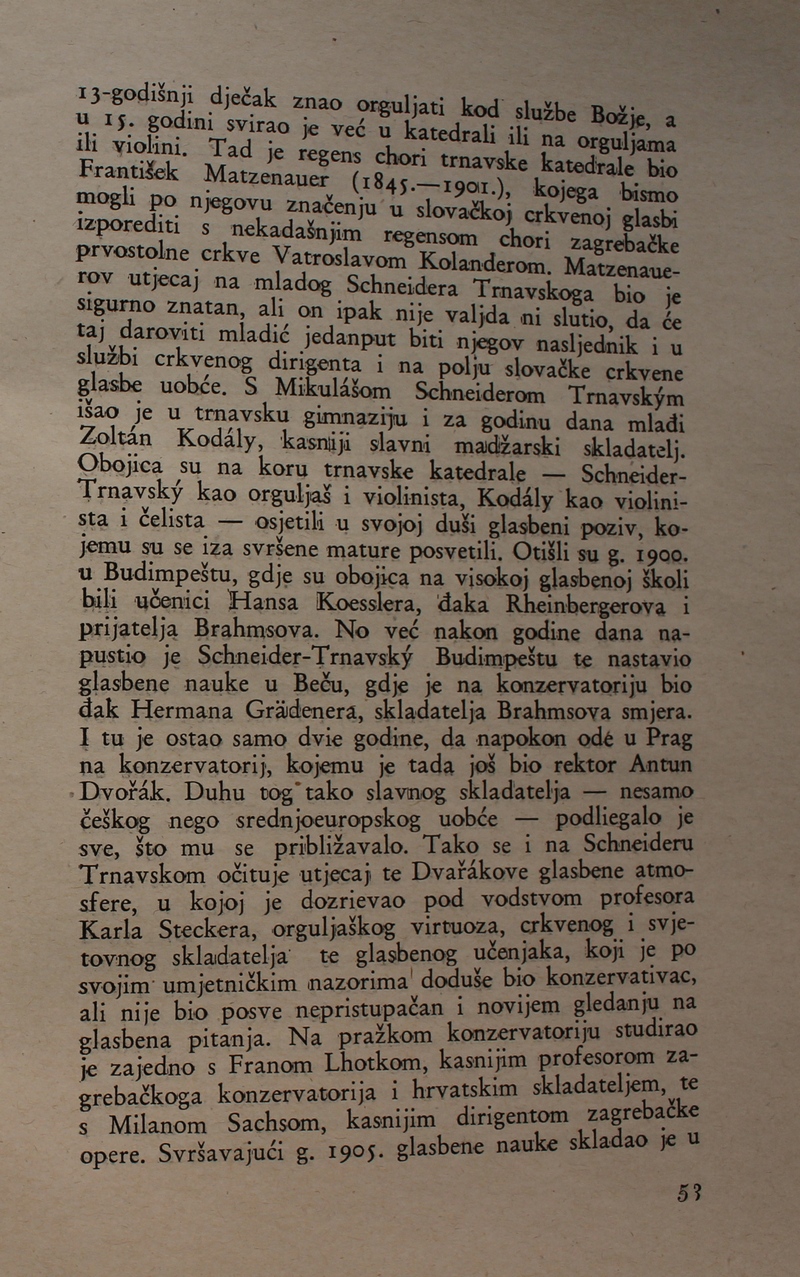 13-godišnji dječak znao orguljati kod službe Božje, a
u 15. godini svirao je već u katedrali ili na orguljama
ili violini. Tad je regens chori trnavske katedrale bio
František Matzenauer (1845.—1901.), kojega bismo
mogli po njegovu značenju u slovačkoj crkvenoj glasbi
izporediti s nekadašnjim regensom chori zagrebačke
prvostolne crkve Vatroslavom Kolanderom. Matzenaue-
rov utjecaj na mladog Schneidera Trnavskoga bio je
sigurno znatan, ali on ipak nije valjda ni slutio, da će
taj daroviti mladić jedanput biti njegov nasljednik i u
službi crkvenog dirigenta i na polju slovačke crkvene
glasbe uobće. S Mikulášom Schneiderom Trnavským
išao je u trnavsku gimnaziju i za godinu dana mlađi
Zoltán Kodály, kasniji slavni madžarski skladatelj.
Obojica su na koru trnavske katedrale — Schneider-
Trnavský kao orguljaš i violinista, Kodály kao violini-
sta i čelista — osjetili u svojoj duši glasbeni poziv, ko-
jemu su se iza svršene mature posvetili. Otišli su g. 1900.
u Budimpeštu, gdje su obojica na visokoj glasbenoj školi
bili učenici Hansa Koesslera, đaka Rheinbergerova i
prijatelja Brahmsova. No već nakon godine dana na-
pustio je Schneider-Trnavský Budimpeštu te nastavio
glasbene nauke u Beču, gdje je na konzervatoriju bio
đak Hermana Grädenera, skladatelja Brahmsova smjera.
I tu je ostao samo dvie godine, da napokon ode u Prag
na konzervatorij, kojemu je tada još bio rektor Antun
Dvořák. Duhu tog tako slavnog skladatelja — nesamo
češkog nego srednjoeuropskog uobće — podliegalo je
sve, što mu se približavalo. Tako se i na Schneideru
Trnavskom očituje utjecaj te Dvařákove glasbene atmo-
sfere, u kojoj je dozrievao pod vodstvom profesora
Karla Steckera, orguljaškog virtuoza, crkvenog i svje-
tovnog skladatelja te glasbenog učenjaka, koji je po
svojim umjetničkim nazorima doduše bio konzervativac,
ali nije bio posve nepristupačan i novijem gledanju na
glasbena pitanja. Na pražkom konzervatoriju studirao
je zajedno s Franom Lhotkom, kasnijim profesorom za-
grebačkoga konzervatorija i hrvatskim skladateljem, te
s Milanom Sachsom, kasnijim dirigentom zagrebačke
opere. Svršavajući g. 1905. glasbene nauke skladao je u
53